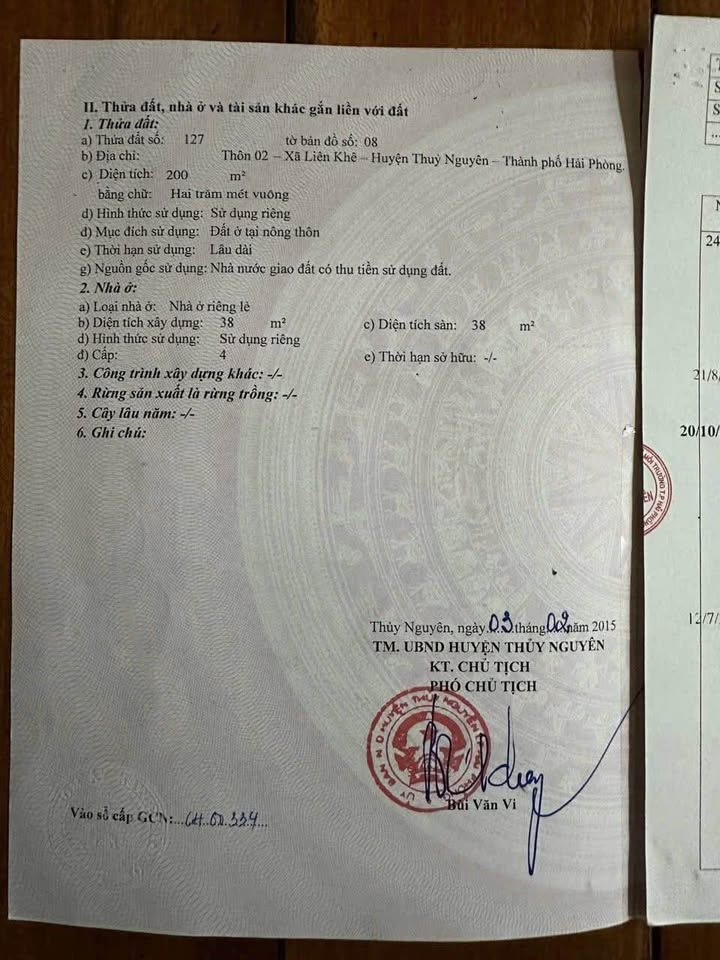 II. Thửa đất, nhà ở và tài sản khác gắn liền với đất
1. Thửa đất:
a) Thửa đất số: 127 tờ bản đồ số: 08
b) Địa chỉ: Thôn 02 – Xã Liên Khê – Huyện Thuỷ Nguyên – Thành phố Hải Phòng.
c) Diện tích: 200 m²
bằng chữ: Hai trăm mét vuông
d) Hình thức sử dụng: Sử dụng riêng
đ) Mục đích sử dụng: Đất ở tại nông thôn
e) Thời hạn sử dụng: Lâu dài
g) Nguồn gốc sử dụng: Nhà nước giao đất có thu tiền sử dụng đất.
2. Nhà ở:
a) Loại nhà ở: Nhà ở riêng lẻ
b) Diện tích xây dựng: 38 m² c) Diện tích sàn: 38 m²
d) Hình thức sử dụng: Sử dụng riêng
đ) Cấp: 4 e) Thời hạn sở hữu: -/-
3. Công trình xây dựng khác: -/-
4. Rừng sản xuất là rừng trồng: -/-
5. Cây lâu năm: -/-
6. Ghi chú:
Thủy Nguyên, ngày 03 tháng 02 năm 2015
TM. UBND HUYỆN THỦY NGUYÊN
KT. CHỦ TỊCH
PHÓ CHỦ TỊCH
Bùi Văn Vi
Vào sổ cấp GCN:
24
21/8/
20/10/
12/7/